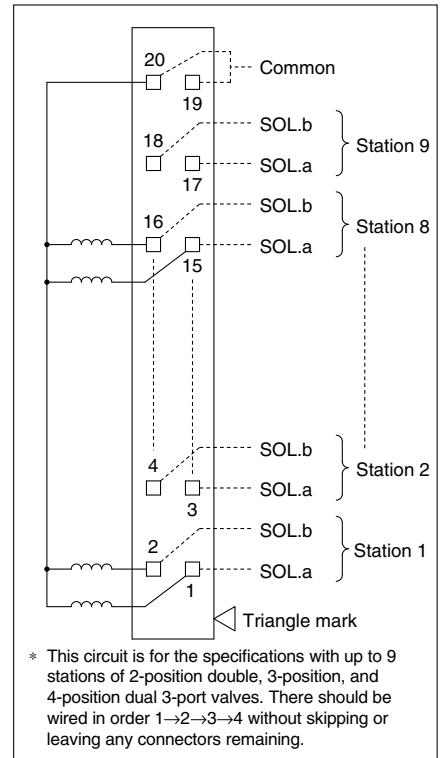 20
Common
19
18
SOL.b
Station 9
SOL.a
17
16
SOL.b
Station 8
SOL.a
15
4
SOL.b
Station 2
SOL.a
3
2
SOL.b
Station 1
SOL.a
1
Triangle mark
* This circuit is for the specifications with up to 9
stations of 2-position double, 3-position, and
4-position dual 3-port valves. There should be
wired in order 1→2→3→4 without skipping or
leaving any connectors remaining.